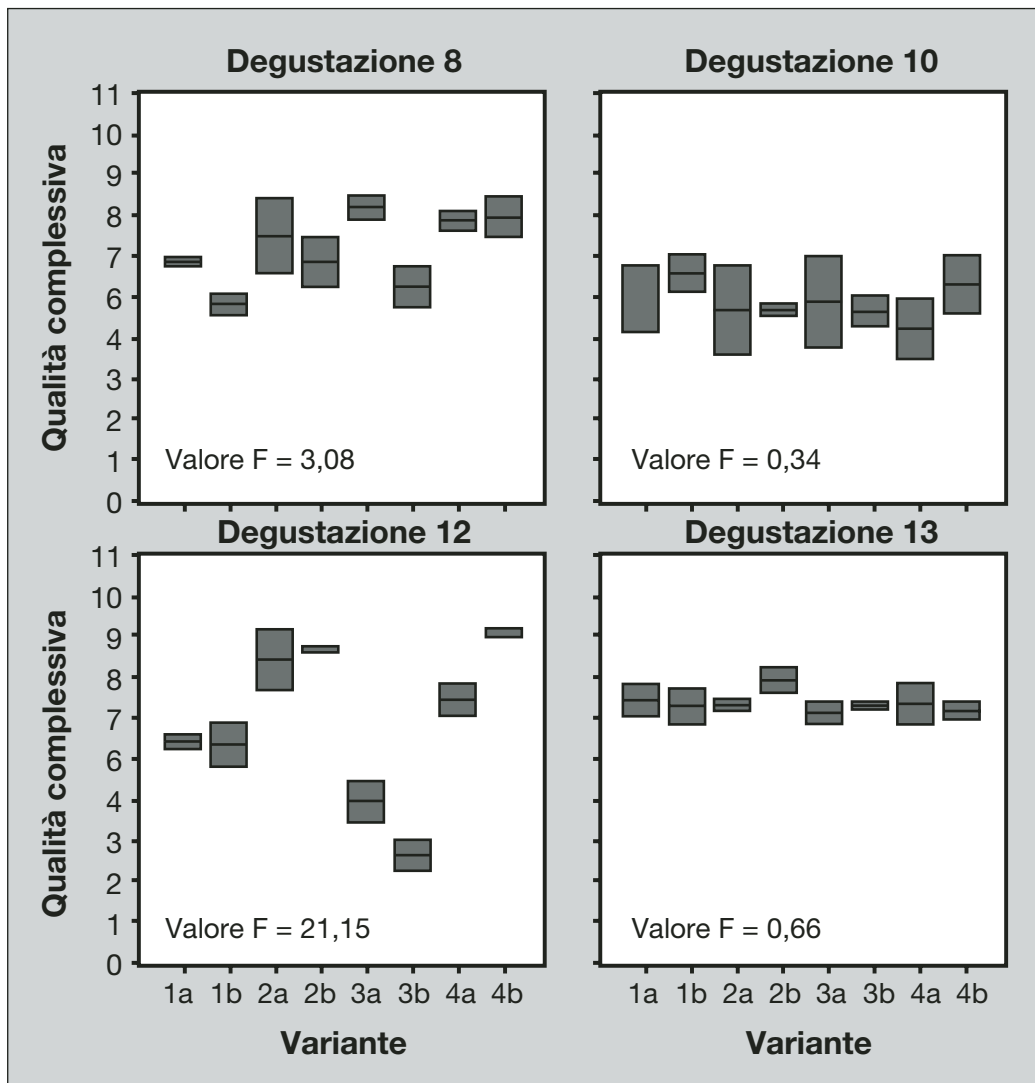 Degustazione 8
Qualità complessiva
11
10
9
8
7
6
4
3
2
1
0
Valore F = 3,08
Degustazione 10
Valore F = 0,34
Degustazione 12
Qualità complessiva
11
10
9
8
7
6
4
3
2
1
0
Valore F = 21,15
1a 1b 2a 2b 3a 3b 4a 4b
Variante
Degustazione 13
Valore F = 0,66
1a 1b 2a 2b 3a 3b 4a 4b
Variante